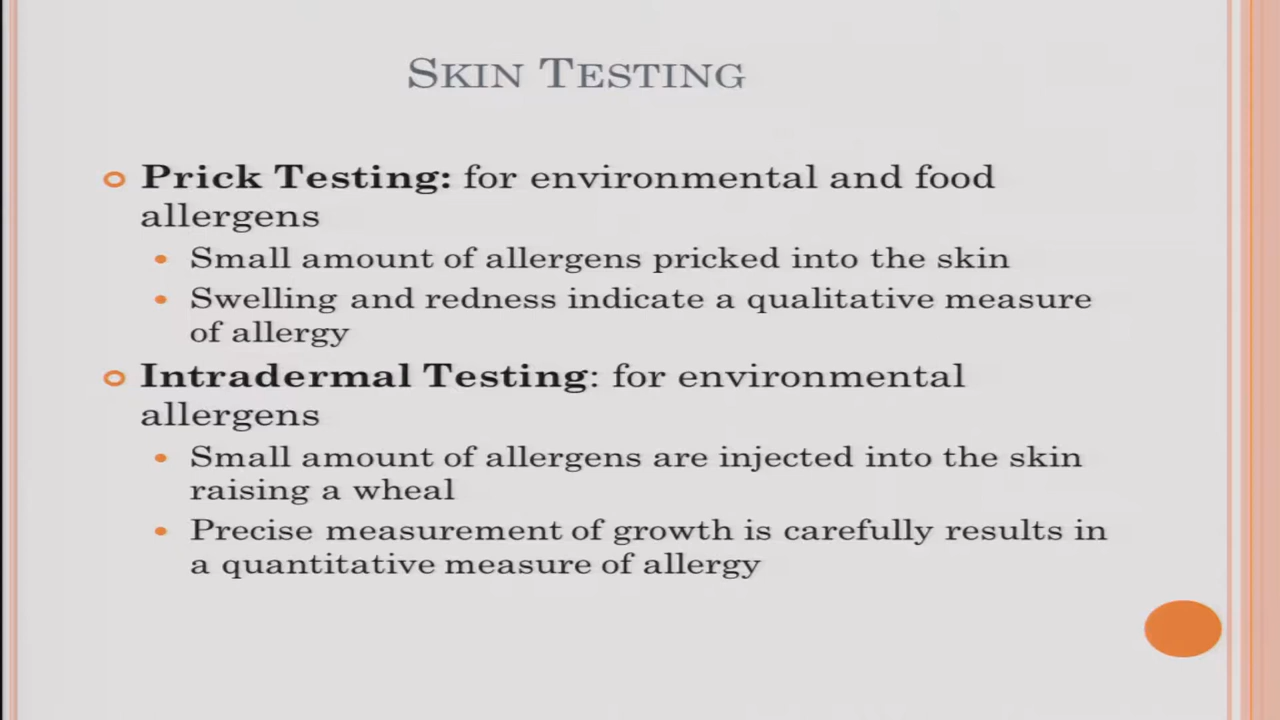 SKIN TESTING
Prick Testing: for environmental and food
allergens
Small amount of allergens pricked into the skin
Swelling and redness indicate a qualitative measure
of allergy
Intradermal Testing: for environmental
allergens
Small amount of allergens are injected into the skin
raising a wheal
Precise measurement of growth is carefully results in
a quantitative measure of allergy